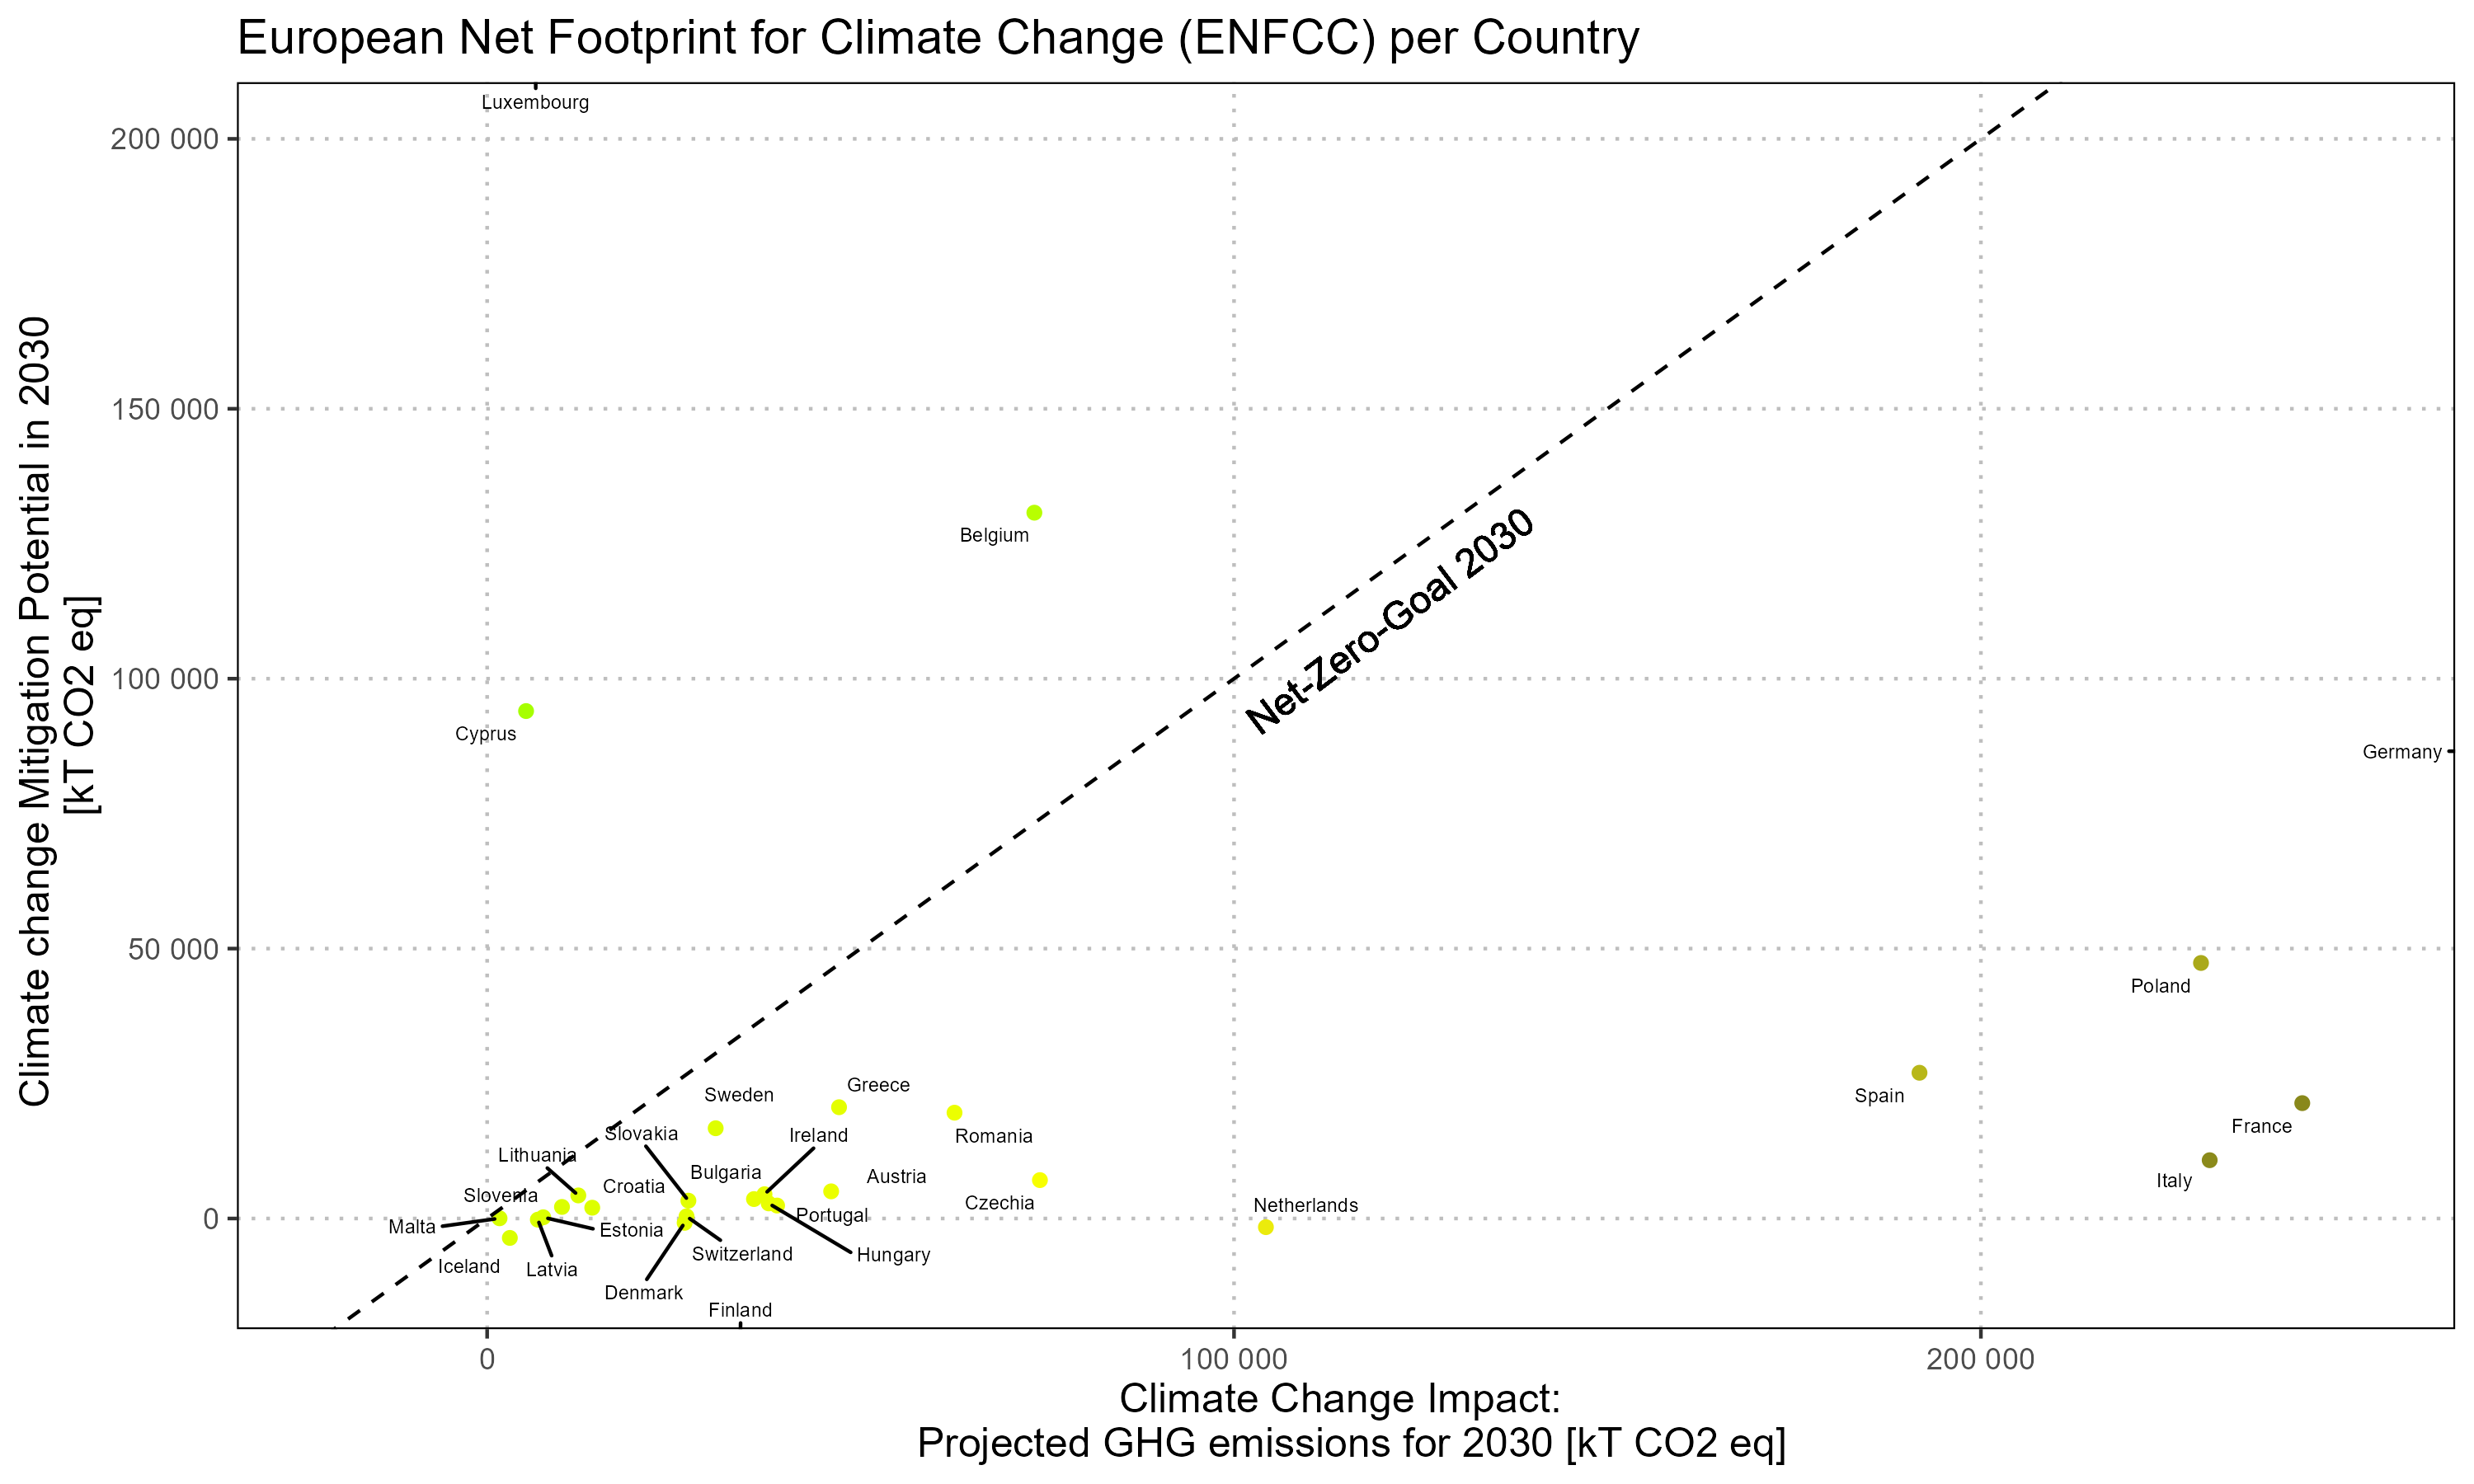 European Net Footprint for Climate Change (ENFCC) per Country
Luxembourg
200 000
150 000
Climate change Mitigation Potential in 2030
[kT CO2 eq]
Belgium
Net-Zero-Goal 2030
100 000
Cyprus
Germany
50 000
Poland
Greece
Sweden
Spain
Slovakia
Ireland
Romania
France
Lithuania
Bulgaria
Austria
Italy
Croatia
Slovenia
Czechia
Netherlands
0
Malta
Portugal
Estonia
Switzerland
Hungary
Iceland
Latvia
Denmark
Finland
0
100 000
200 000
Climate Change Impact:
Projected GHG emissions for 2030 [kT CO2 eq]